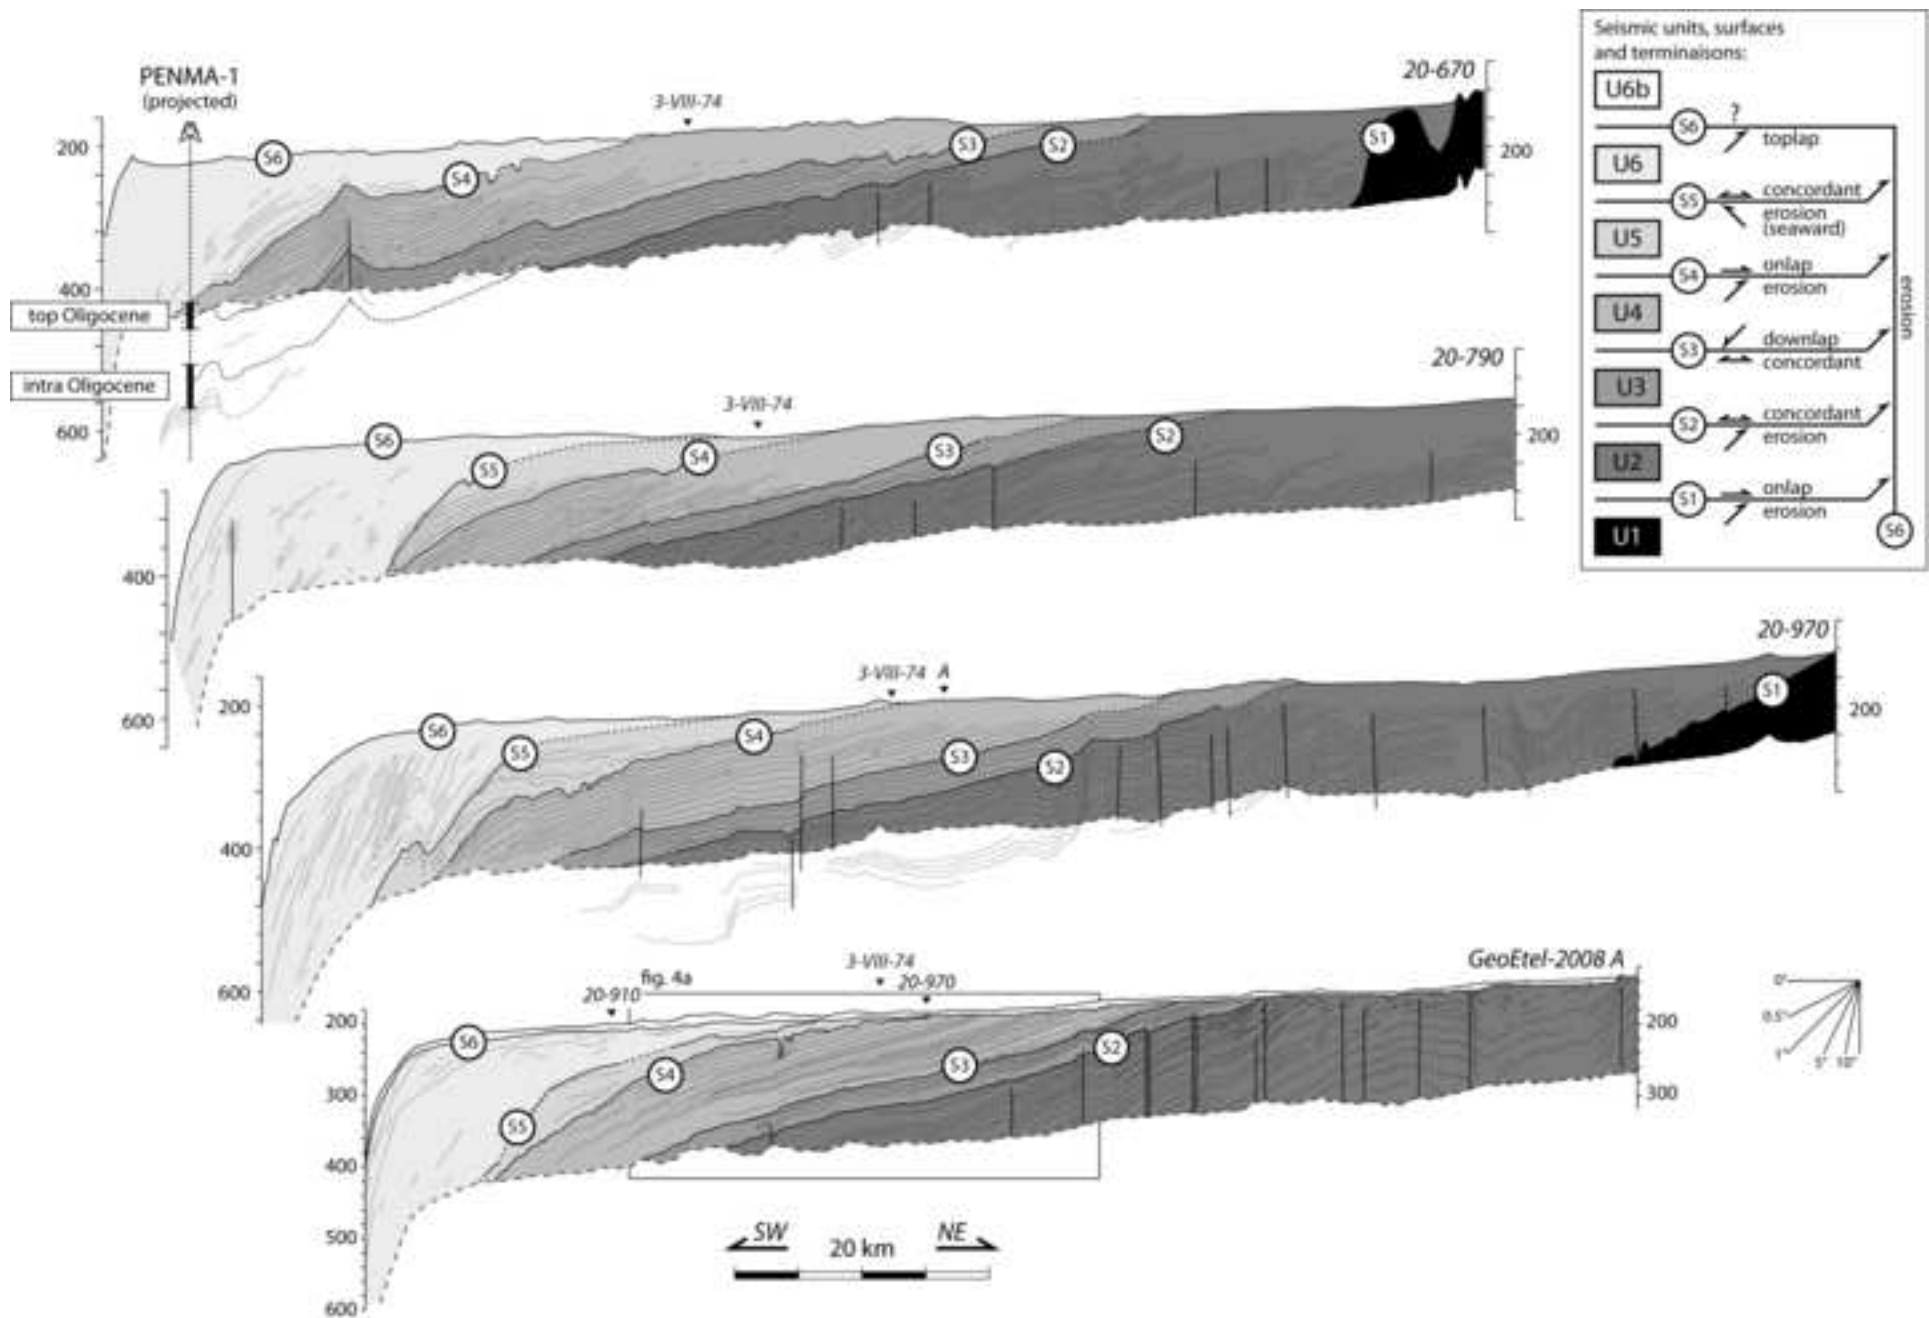 Seismic units, surfaces
and terminaisons:
U6b
S6
?
toplap
U6
S5
concordant
erosion
(seaward)
U5
S4
onlap
erosion
U4
S3
downlap
concordant
U3
S2
concordant
erosion
U2
S1
onlap
erosion
U1
erosion
S6
PENMA-1
(projected)
3-VIII-74
20-670
200
400
600
200
S6
S4
S3
S2
S1
top Oligocene
intra Oligocene
20-790
3-VIII-74
200
400
600
S6
S5
S4
S3
S2
20-970
3-VIII-74 A
200
400
600
200
S6
S5
S4
S3
S2
S1
GeoEtel-2008 A
fig. 4a
3-VIII-74
20-910
20-970
200
300
400
500
600
200
300
S6
S5
S4
S3
S2
0°
0.5°
1°
5°
10°
SW
NE
20 km